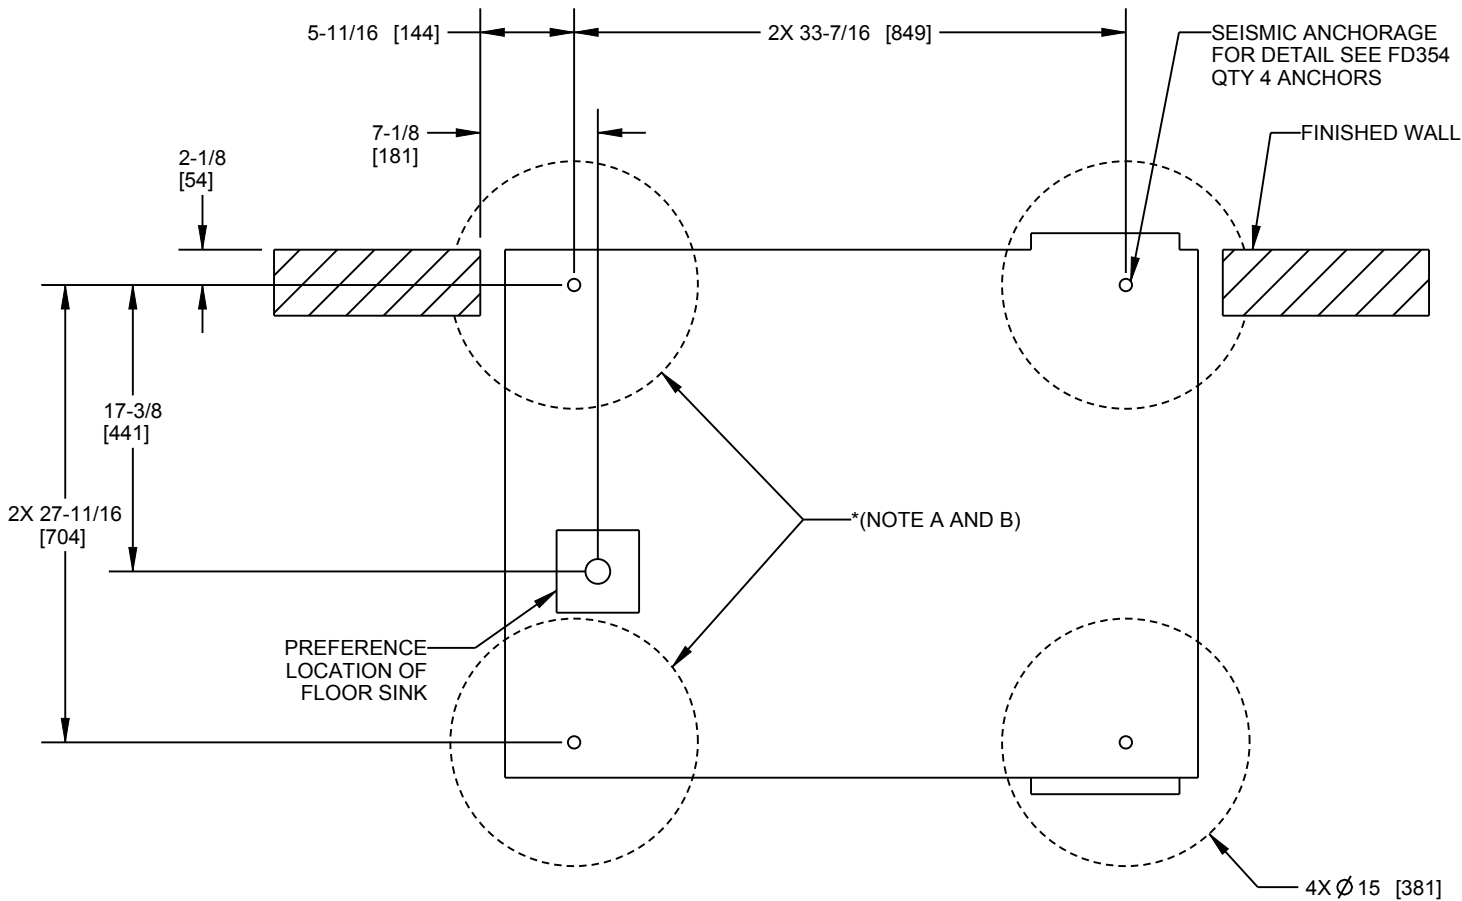 5-11/16 [144]
2X 33-7/16 [849]
SEISMIC ANCHORAGE
FOR DETAIL SEE FD354
QTY 4 ANCHORS
7-1/8
[181]
FINISHED WALL
2-1/8
[54]
17-3/8
[441]
2X 27-11/16
[704]
*(NOTE A AND B)
PREFERENCE
LOCATION OF
FLOOR SINK
4X Ø 15 [381]